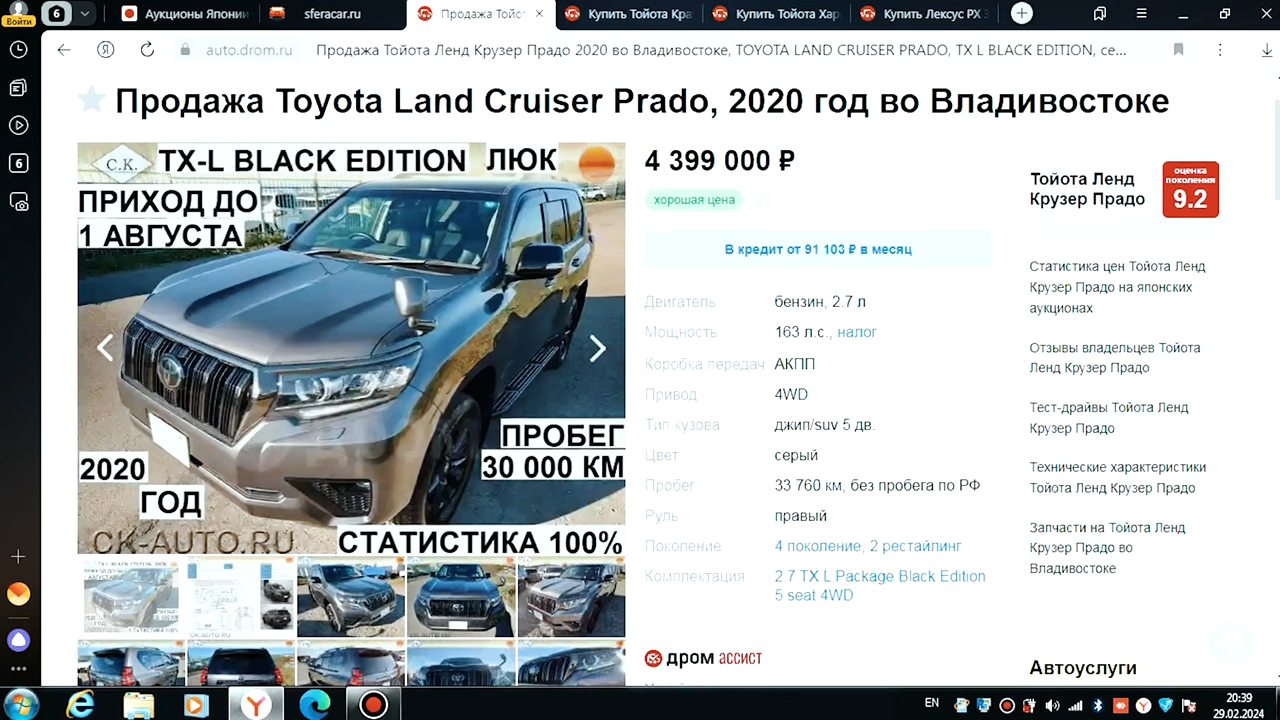 6
Аукционы Японии
sferacar.ru
Продажа Тойо
Купить Тойота Кра
Купить Тойота Хар
Купить Лексус РХ 3
Войти
auto.drom.ru
Продажа Тойота Ленд Крузер Прадо 2020 во Владивостоке, TOYOTA LAND CRUISER PRADO, TX L BLACK EDITION, се...
6
Продажа Toyota Land Cruiser Prado, 2020 год во Владивостоке
С.К.
TX-L BLACK EDITION ЛЮК
ПРИХОД ДО
1 АВГУСТА
ПРОБЕГ
30 000 КМ
2020
ГОД
CK-AUTO.RU
СТАТИСТИКА 100%
4 399 000 ₽
хорошая цена
В кредит от 91 103 ₽ в месяц
Двигатель
бензин, 2.7 л
Мощность
163 л.с., налог
Коробка передач
АКПП
Привод
4WD
Тип кузова
джип/suv 5 дв.
Цвет
серый
Пробег
33 760 км, без пробега по РФ
Руль
правый
Поколение
4 поколение, 2 рестайлинг
Комплектация
2.7 TX L Package Black Edition
5 seat 4WD
дром АССИСТ
Тойота Ленд
Крузер Прадо
оценка
поколения
9.2
Статистика цен Тойота Ленд
Крузер Прадо на японских
аукционах
Отзывы владельцев Тойота
Ленд Крузер Прадо
Тест-драйвы Тойота Ленд
Крузер Прадо
Технические характеристики
Тойота Ленд Крузер Прадо
Запчасти на Тойота Ленд
Крузер Прадо во
Владивостоке
Автоуслуги
EN
20:39
29.02.2024